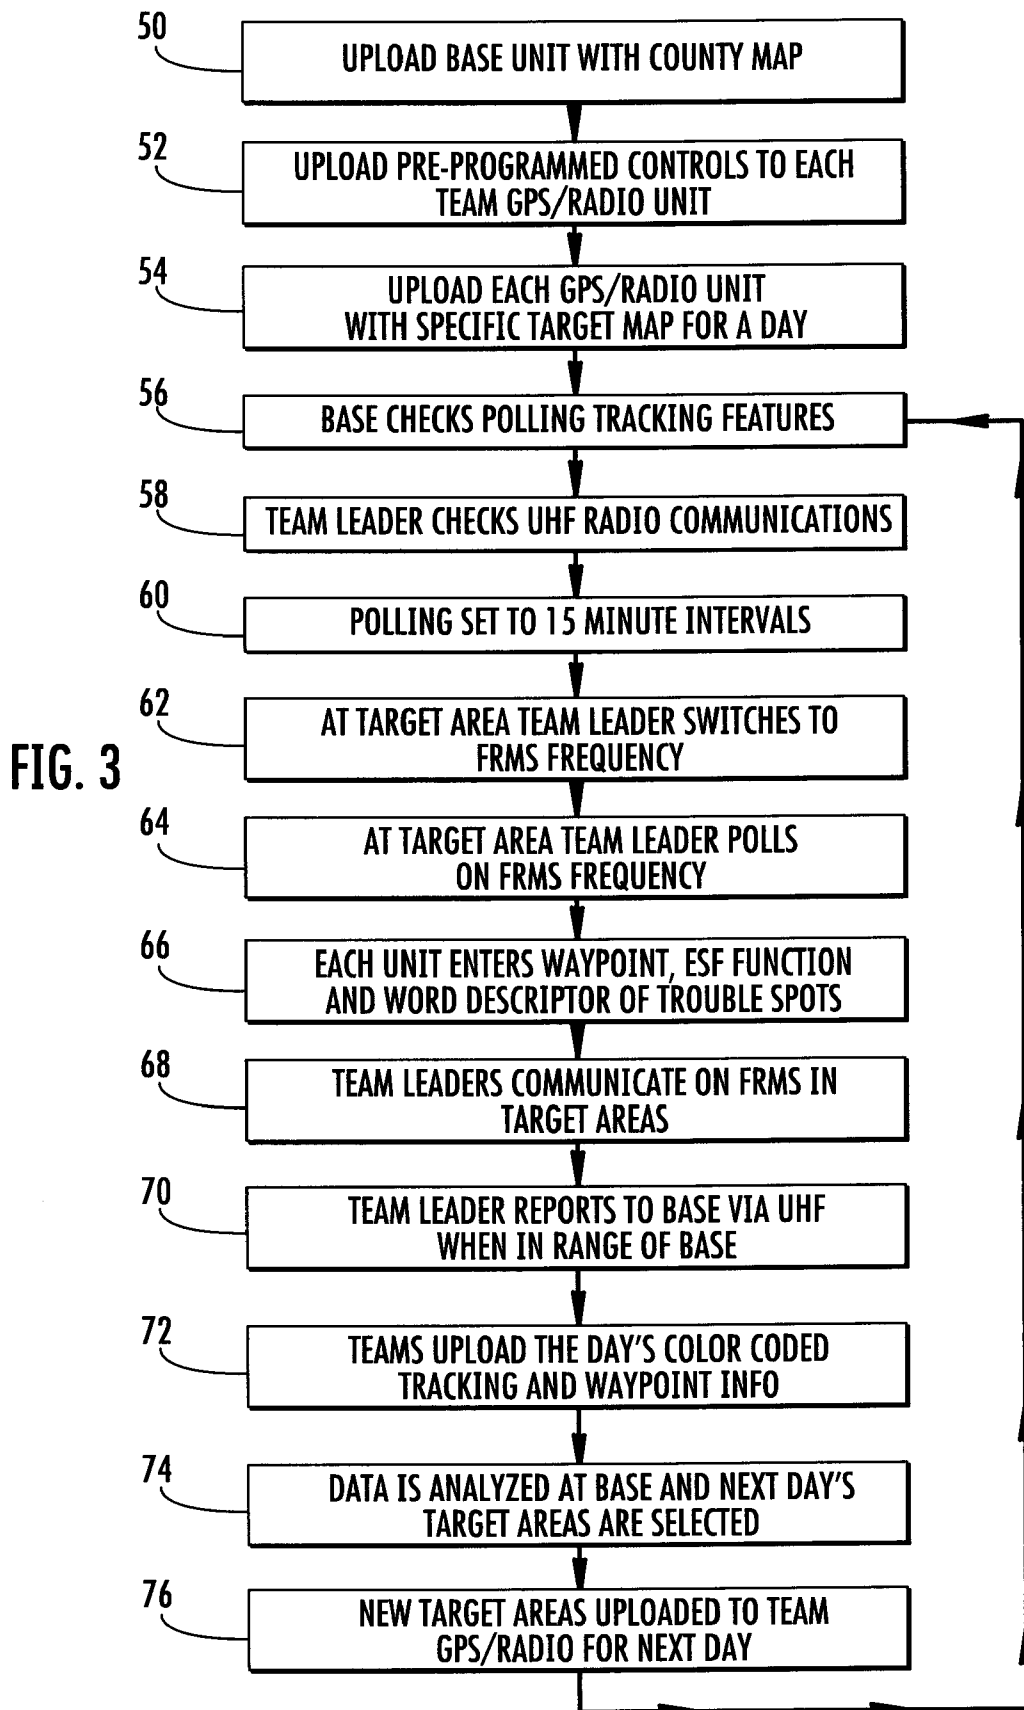 50
UPLOAD BASE UNIT WITH COUNTY MAP
52
UPLOAD PRE-PROGRAMMED CONTROLS TO EACH
TEAM GPS/RADIO UNIT
54
UPLOAD EACH GPS/RADIO UNIT
WITH SPECIFIC TARGET MAP FOR A DAY
56
BASE CHECKS POLLING TRACKING FEATURES
58
TEAM LEADER CHECKS UHF RADIO COMMUNICATIONS
60
POLLING SET TO 15 MINUTE INTERVALS
62
AT TARGET AREA TEAM LEADER SWITCHES TO
FRMS FREQUENCY
FIG. 3
64
AT TARGET AREA TEAM LEADER POLLS
ON FRMS FREQUENCY
66
EACH UNIT ENTERS WAYPOINT, ESF FUNCTION
AND WORD DESCRIPTOR OF TROUBLE SPOTS
68
TEAM LEADERS COMMUNICATE ON FRMS IN
TARGET AREAS
70
TEAM LEADER REPORTS TO BASE VIA UHF
WHEN IN RANGE OF BASE
72
TEAMS UPLOAD THE DAY'S COLOR CODED
TRACKING AND WAYPOINT INFO
74
DATA IS ANALYZED AT BASE AND NEXT DAY'S
TARGET AREAS ARE SELECTED
76
NEW TARGET AREAS UPLOADED TO TEAM
GPS/RADIO FOR NEXT DAY